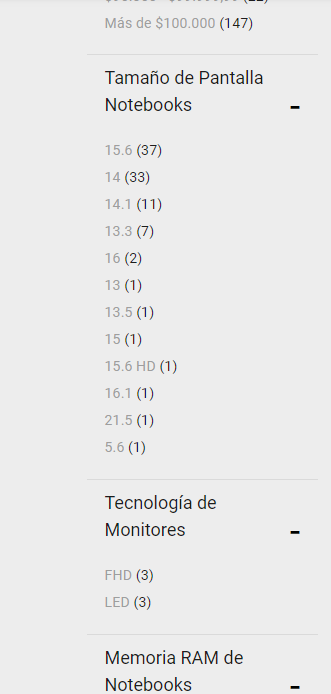 Más de $100.000 (147)
Tamaño de Pantalla
Notebooks
-
15.6 (37)
14 (33)
14.1 (11)
13.3 (7)
16 (2)
13 (1)
13.5 (1)
15 (1)
15.6 HD (1)
16.1 (1)
21.5 (1)
5.6 (1)
Tecnología de
Monitores
-
FHD (3)
LED (3)
Memoria RAM de
Notebooks
-